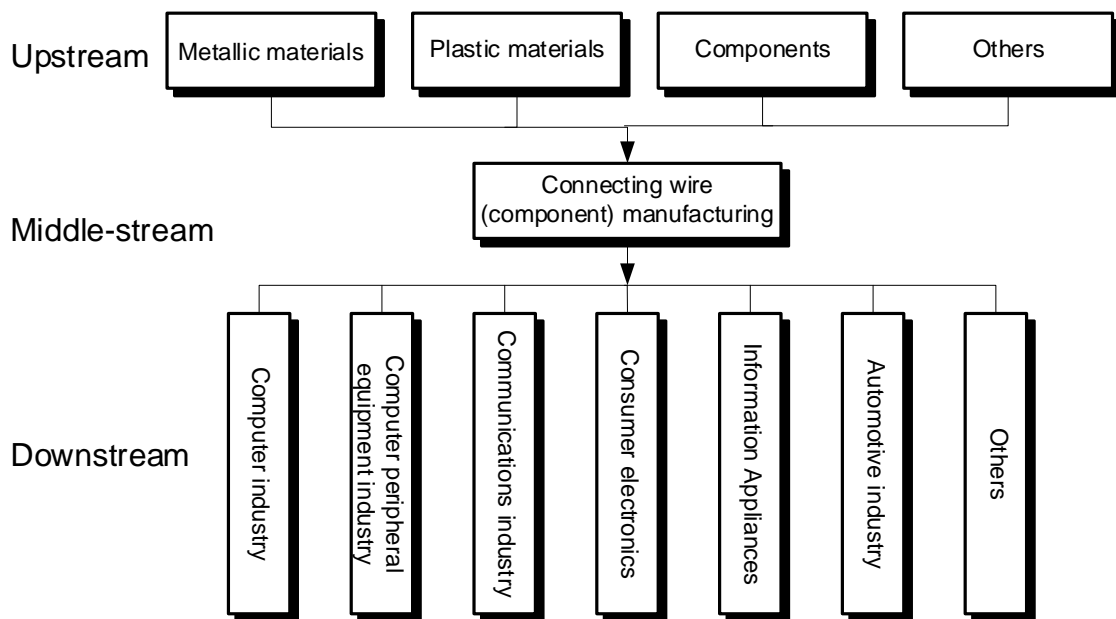 Upstream
Metallic materials
Plastic materials
Components
Others
Middle-stream
Connecting wire
(component) manufacturing
Downstream
Computer industry
Computer peripheral
equipment industry
Communications industry
Consumer electronics
Information Appliances
Automotive industry
Others